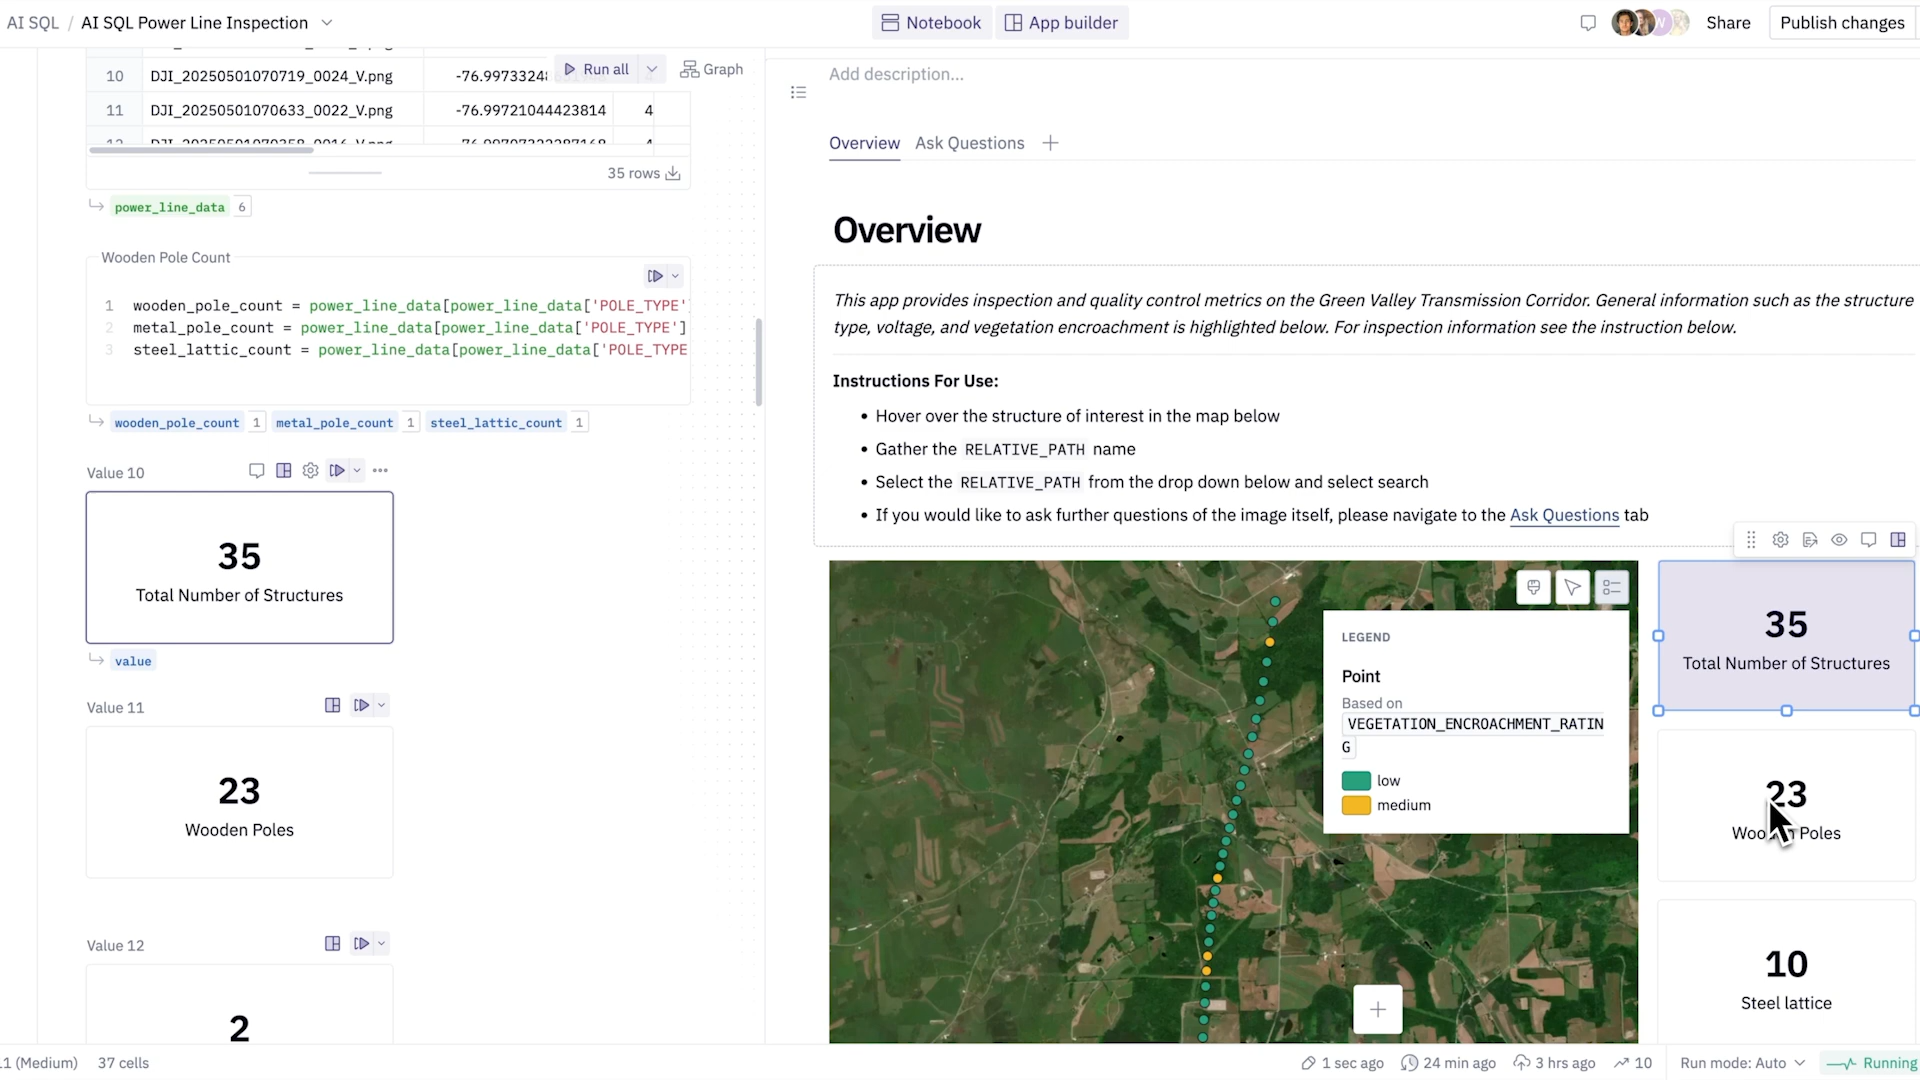 AI SQL / AI SQL Power Line Inspection
Notebook
App builder
Share
Publish changes
10 DJI_20250501070719_0024_V.png
11 DJI_20250501070633_0022_V.png -76.99721044423814 4
Run all
Graph
35 rows
power_line_data 6
Wooden Pole Count
1 wooden_pole_count = power_line_data[power_line_data['POLE_TYPE'
2 metal_pole_count = power_line_data[power_line_data['POLE_TYPE']
3 steel_lattic_count = power_line_data[power_line_data['POLE_TYPE
wooden_pole_count 1 metal_pole_count 1 steel_lattic_count 1
Value 10
35
Total Number of Structures
value
Value 11
23
Wooden Poles
Value 12
2
Add description...
Overview
Ask Questions
Overview
This app provides inspection and quality control metrics on the Green Valley Transmission Corridor. General information such as the structure
type, voltage, and vegetation encroachment is highlighted below. For inspection information see the instruction below.
Instructions For Use:
• Hover over the structure of interest in the map below
• Gather the RELATIVE_PATH name
• Select the RELATIVE_PATH from the drop down below and select search
• If you would like to ask further questions of the image itself, please navigate to the Ask Questions tab
LEGEND
Point
Based on
VEGETATION_ENCROACHMENT_RATIN
G
low
medium
35
Total Number of Structures
23
Poles
10
Steel lattice
(Medium)
37 cells
1 sec ago
24 min ago
3 hrs ago
10
Run mode: Auto
Running